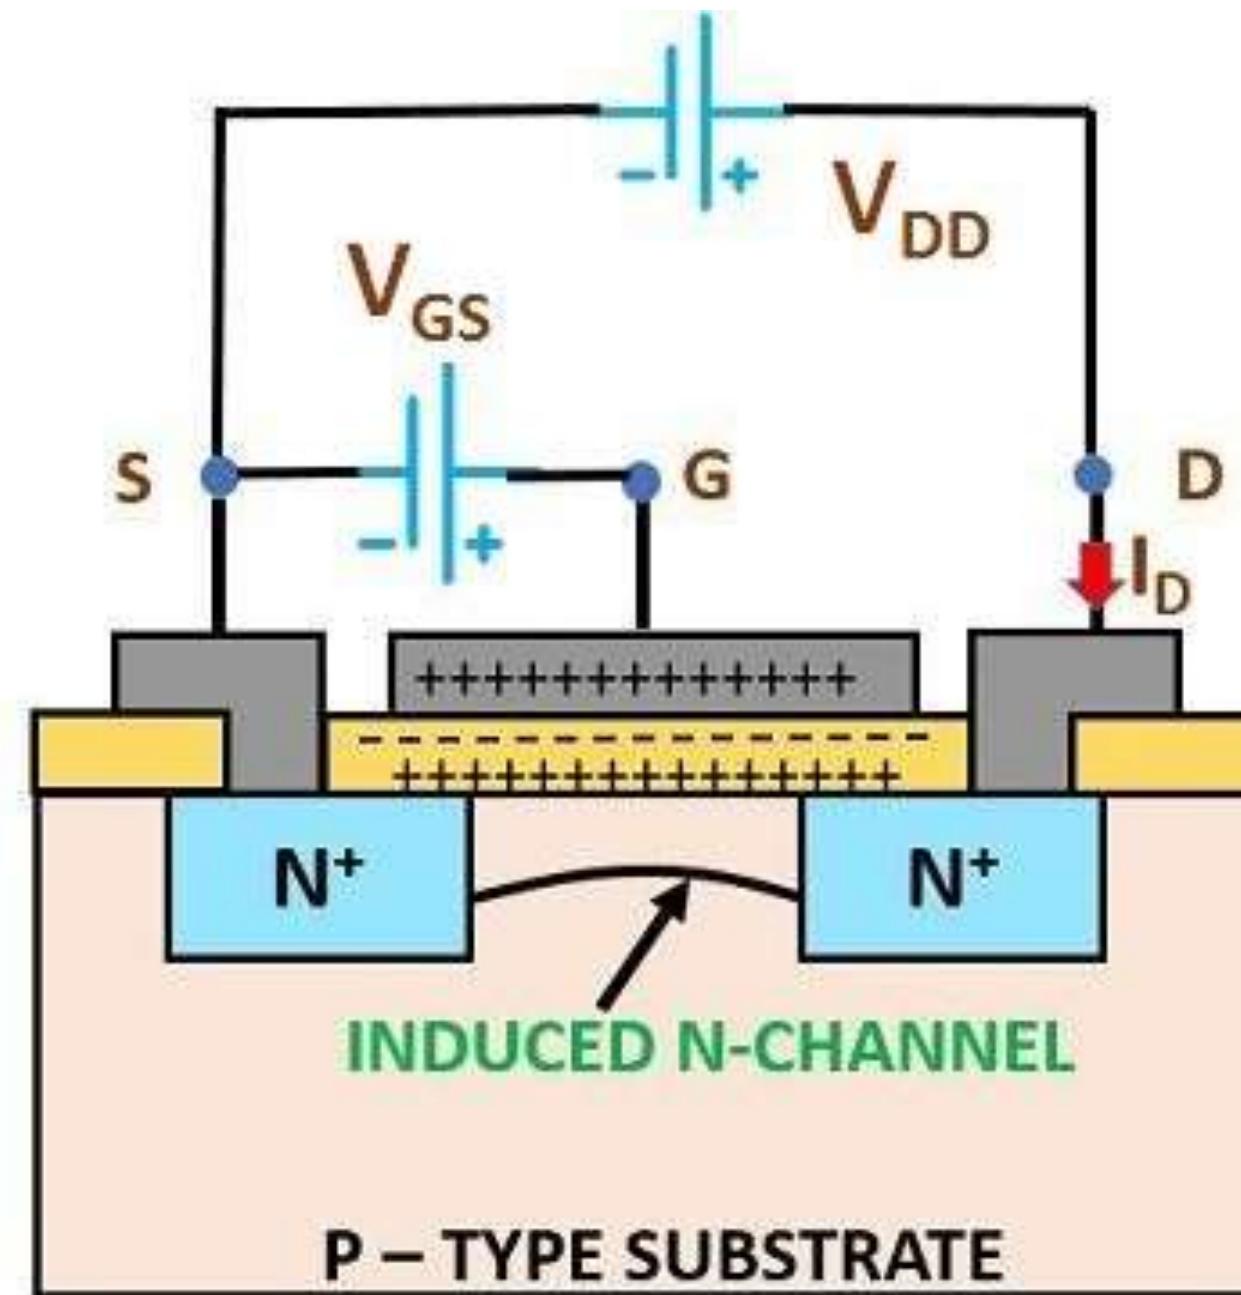 - +
V_DD
V_GS
S
G
D
- +
I_D
+++++++++++++
- - - - - - - - - - - - - - -
+++++++++++++++
N⁺
N⁺
INDUCED N-CHANNEL
P – TYPE SUBSTRATE